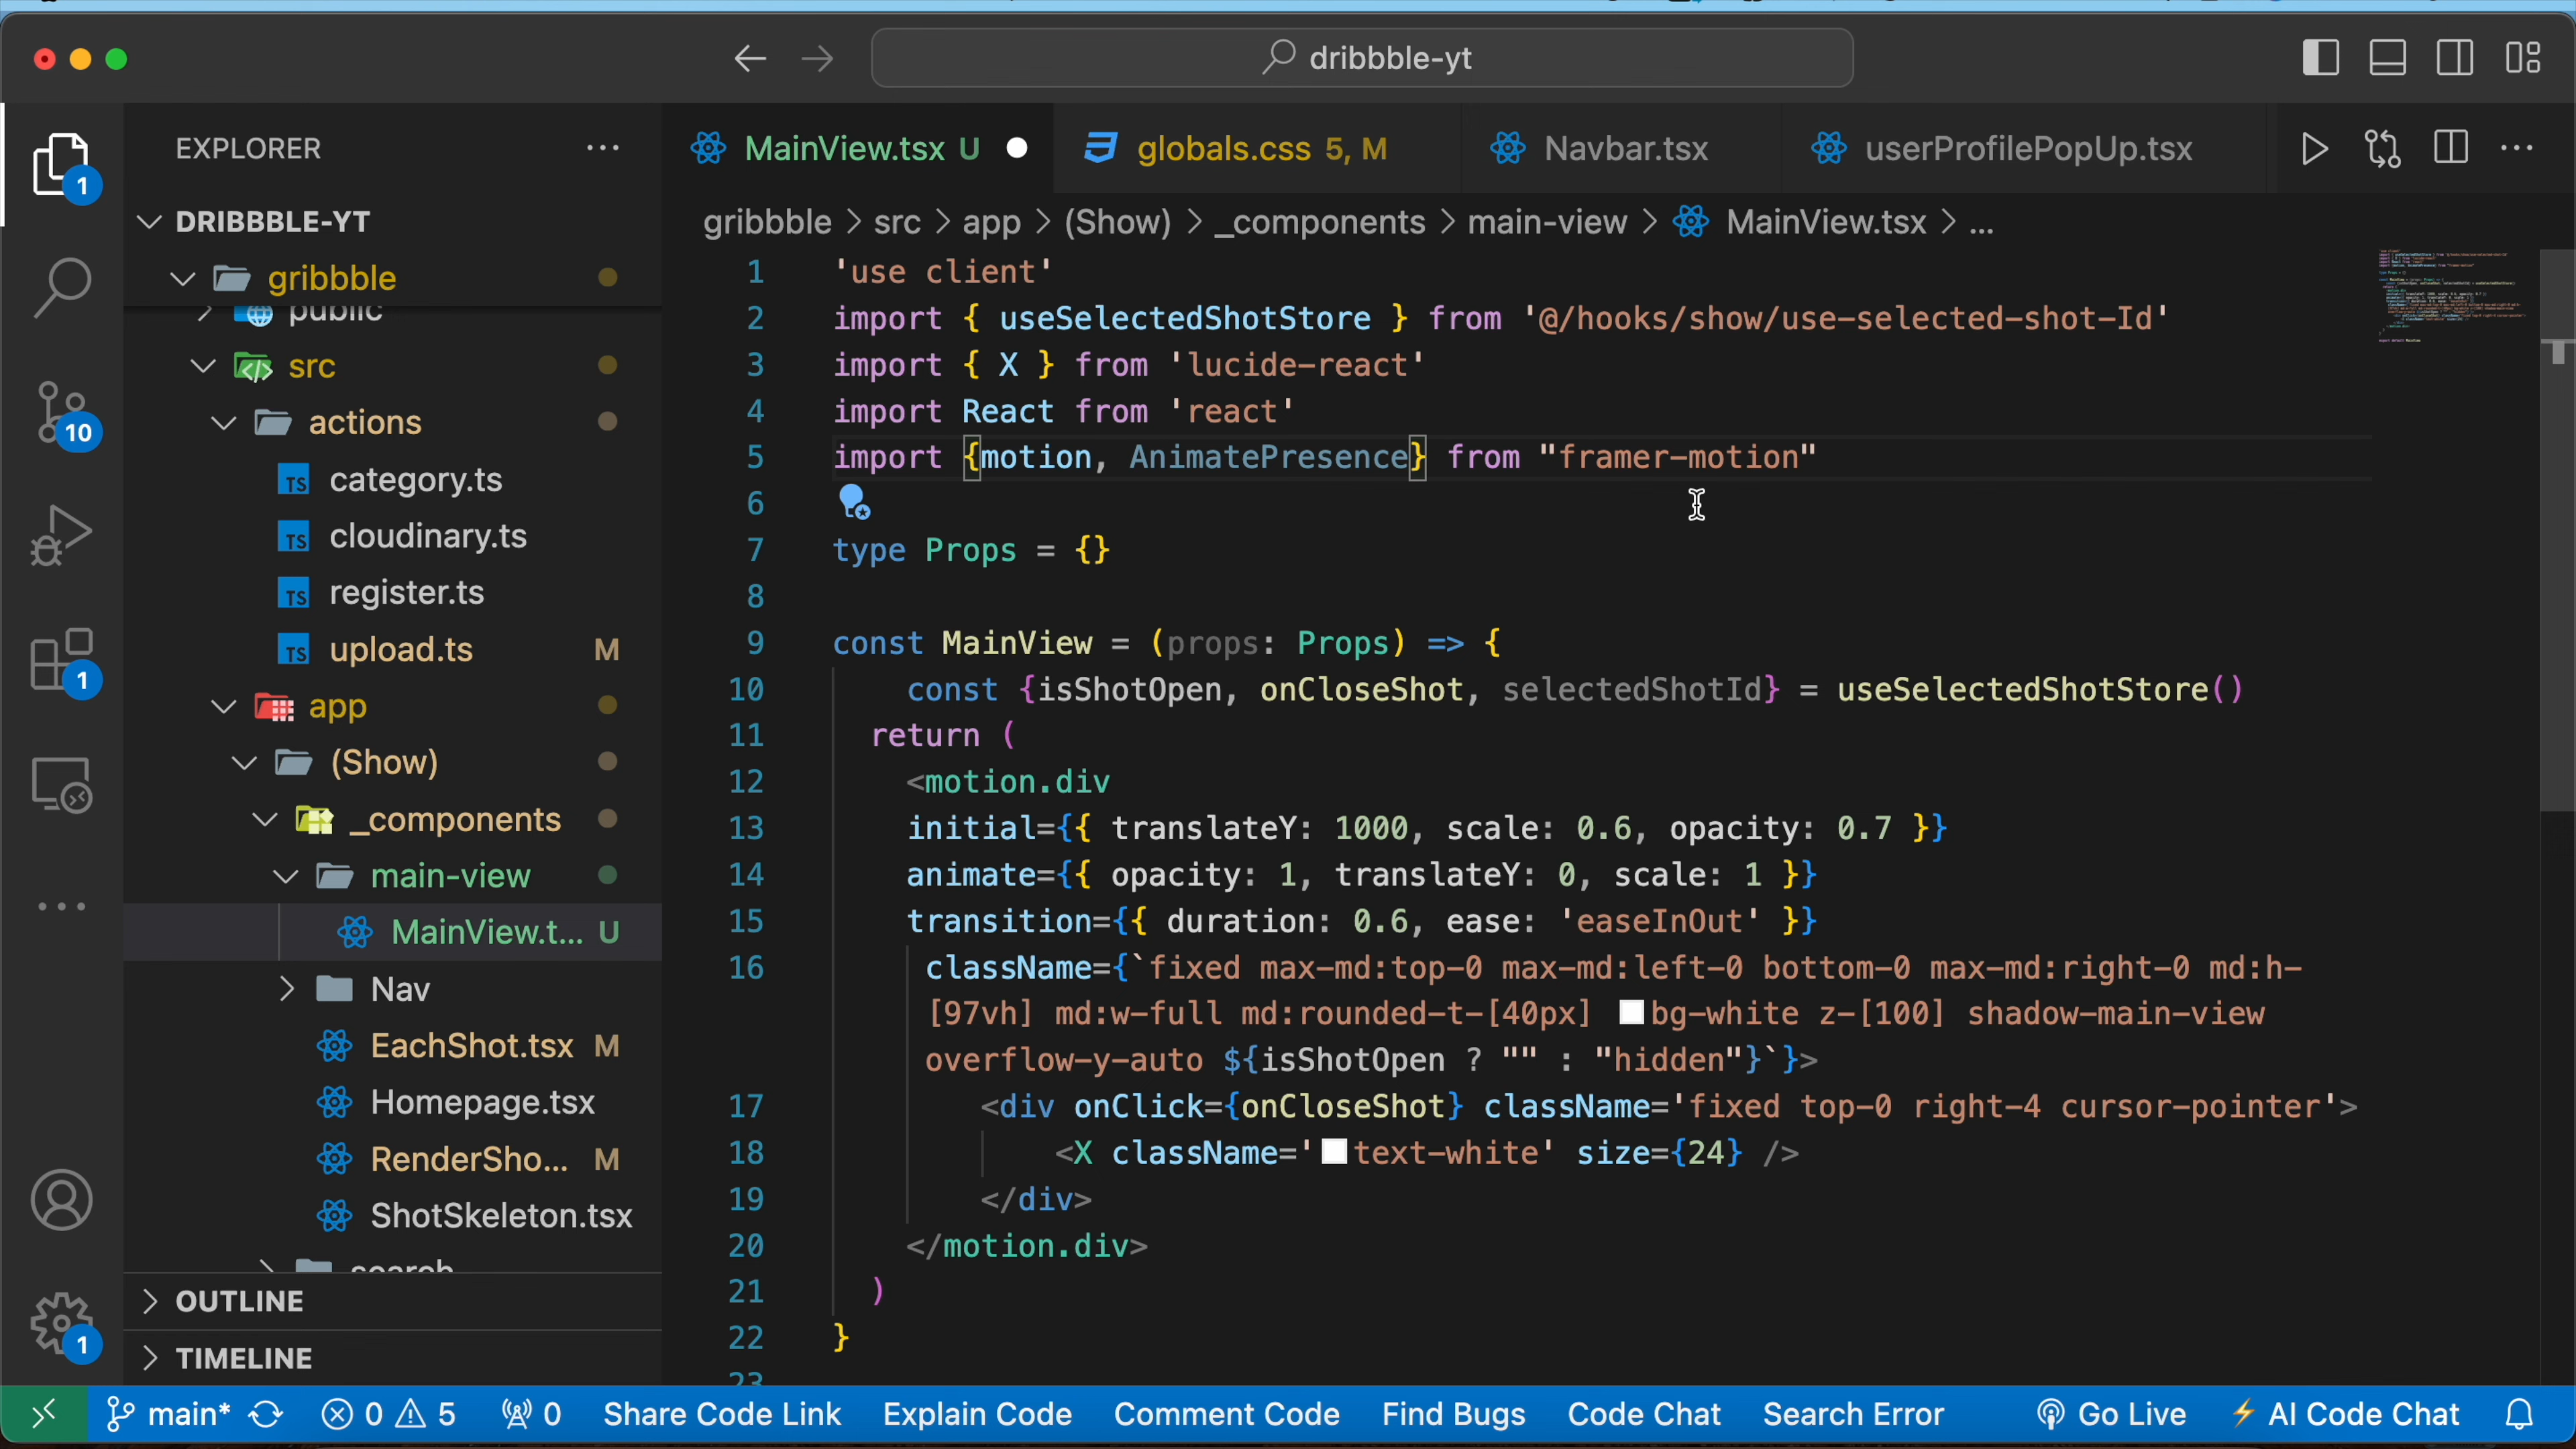 dribbble-yt
EXPLORER
MainView.tsx U
globals.css 5, M
Navbar.tsx
userProfilePopUp.tsx
1
DRIBBBLE-YT
gribbble > src > app > (Show) > _components > main-view > MainView.tsx > ...
gribbble
public
src
actions
10
category.ts
cloudinary.ts
register.ts
upload.ts M
1
app
(Show)
_components
main-view
MainView.t... U
Nav
EachShot.tsx M
Homepage.tsx
RenderSho... M
ShotSkeleton.tsx
search
OUTLINE
1
TIMELINE
1 'use client'
2 import { useSelectedShotStore } from '@/hooks/show/use-selected-shot-Id'
3 import { X } from 'lucide-react'
4 import React from 'react'
5 import {motion, AnimatePresence} from "framer-motion"
6
7 type Props = {}
8
9 const MainView = (props: Props) => {
10 const {isShotOpen, onCloseShot, selectedShotId} = useSelectedShotStore()
11 return (
12 <motion.div
13 initial={{ translateY: 1000, scale: 0.6, opacity: 0.7 }}
14 animate={{ opacity: 1, translateY: 0, scale: 1 }}
15 transition={{ duration: 0.6, ease: 'easeInOut' }}
16 className={`fixed max-md:top-0 max-md:left-0 bottom-0 max-md:right-0 md:h-
[97vh] md:w-full md:rounded-t-[40px] bg-white z-[100] shadow-main-view
overflow-y-auto ${isShotOpen ? "" : "hidden"}`}>
17 <div onClick={onCloseShot} className='fixed top-0 right-4 cursor-pointer'>
18 <X className='text-white' size={24} />
19 </div>
20 </motion.div>
21 )
22 }
23
main* 0 5 0 Share Code Link Explain Code Comment Code Find Bugs Code Chat Search Error Go Live AI Code Chat